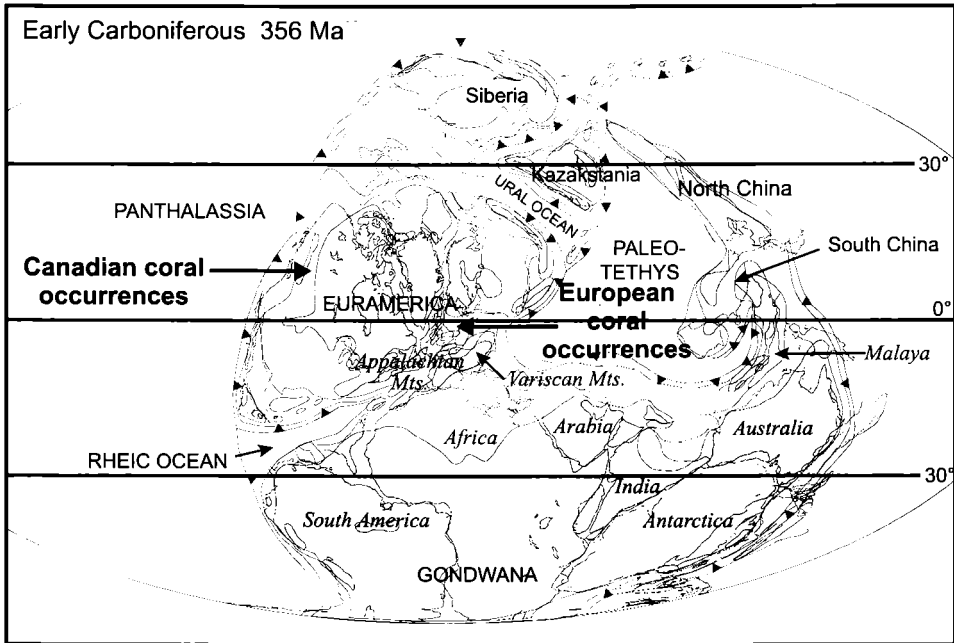 Early Carboniferous 356 Ma
Siberia
30°
Kazakstania
North China
URAL OCEAN
PANTHALASSIA
PALEO-
TETHYS
South China
Canadian coral
occurrences
EURAMERICA
European
coral
occurrences
0°
Malaya
Appalachian
Mts.
Variscan Mts.
Africa
Arabia
Australia
RHEIC OCEAN
30°
India
South America
Antarctica
GONDWANA